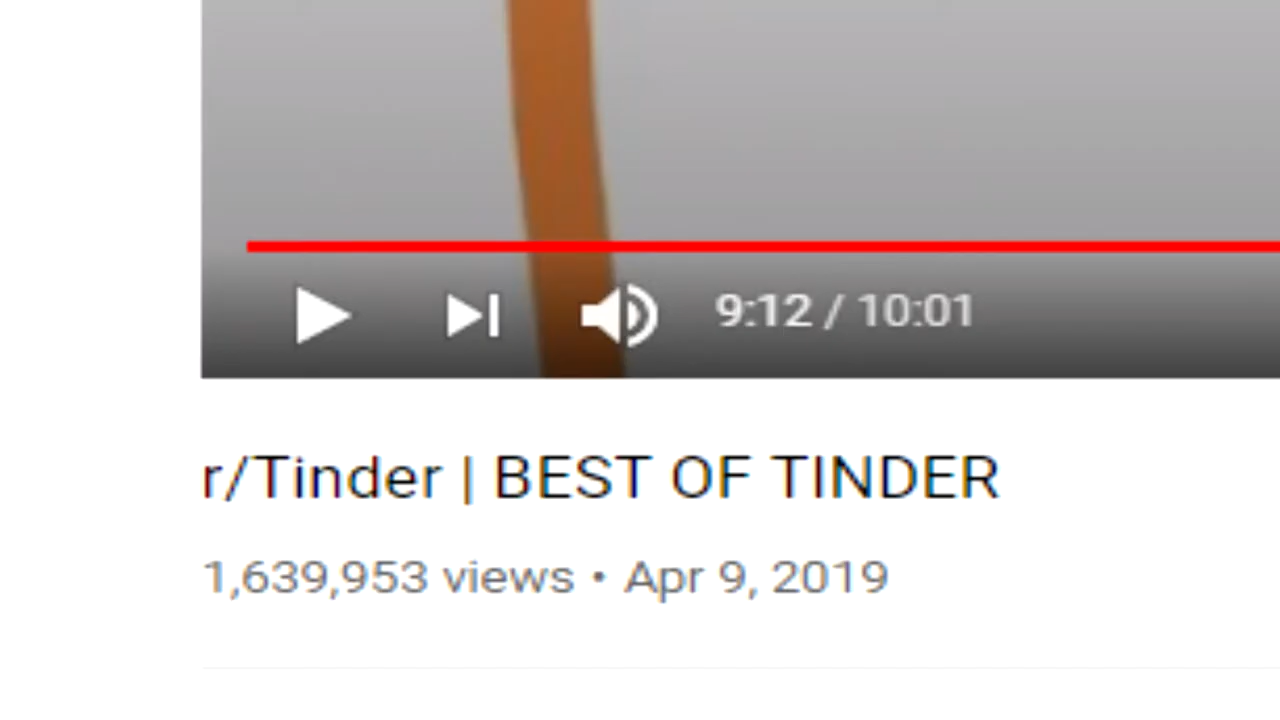 9:12 / 10:01
r/Tinder | BEST OF TINDER
1,639,953 views • Apr 9, 2019